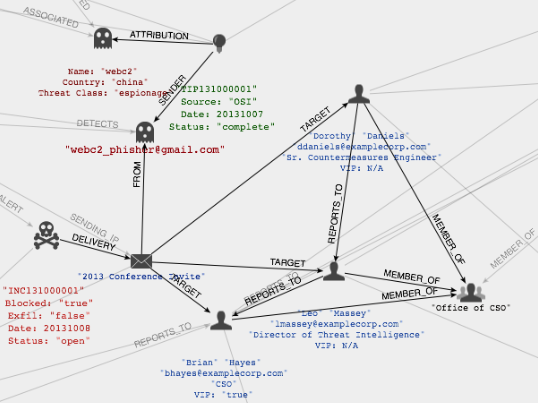 ASSOCIATED
ED
ATTRIBUTION
Name: "webc2"
Country: "china"
Threat Class: "espionage
SENDER
"TIP131000001"
Source: "OSI"
Date: 20131007
Status: "complete"
DETECTS
"webc2_phisher@gmail.com"
TARGET
"Dorothy" "Daniels"
ddaniels@examplecorp.com"
"Sr. Countermeasures Engineer"
VIP: N/A
FROM
REPORTS_TO
MEMBER_OF
MEMBER_OF
ALERT
SENDING_IP
DELIVERY
"2013 Conference Invite"
TARGET
TARGET
REPORTS_TO
REPORTS_TO
MEMBER_OF
MEMBER_OF
"Office of CSO"
"INC131000001"
Blocked: "true"
Exfil: "false"
Date: 20131008
Status: "open"
REPORTS_TO
"Leo" "Massey"
"lmassey@examplecorp.com"
"Director of Threat Intelligence"
VIP: N/A
"Brian" "Hayes"
"bhayes@examplecorp.com"
"CSO"
VIP: "true"